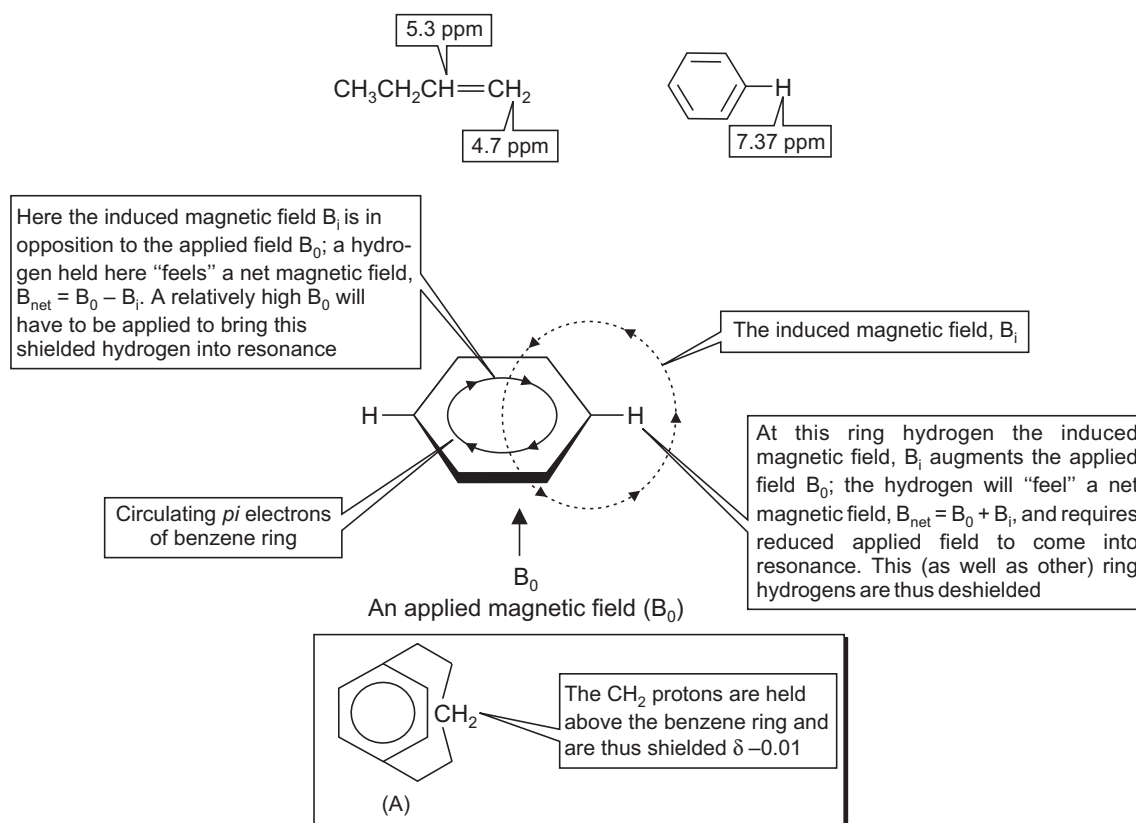 5.3 ppm
CH₃CH₂CH=CH₂
4.7 ppm
H
7.37 ppm
Here the induced magnetic field Bᵢ is in
opposition to the applied field B₀; a hydro-
gen held here “feels” a net magnetic field,
Bₙₑₜ = B₀ – Bᵢ. A relatively high B₀ will
have to be applied to bring this
shielded hydrogen into resonance
The induced magnetic field, Bᵢ
H
H
At this ring hydrogen the induced
magnetic field, Bᵢ augments the applied
field B₀; the hydrogen will “feel” a net
magnetic field, Bₙₑₜ = B₀ + Bᵢ, and requires
reduced applied field to come into
resonance. This (as well as other) ring
hydrogens are thus deshielded
Circulating pi electrons
of benzene ring
B₀
An applied magnetic field (B₀)
CH₂
The CH₂ protons are held
above the benzene ring and
are thus shielded δ –0.01
(A)